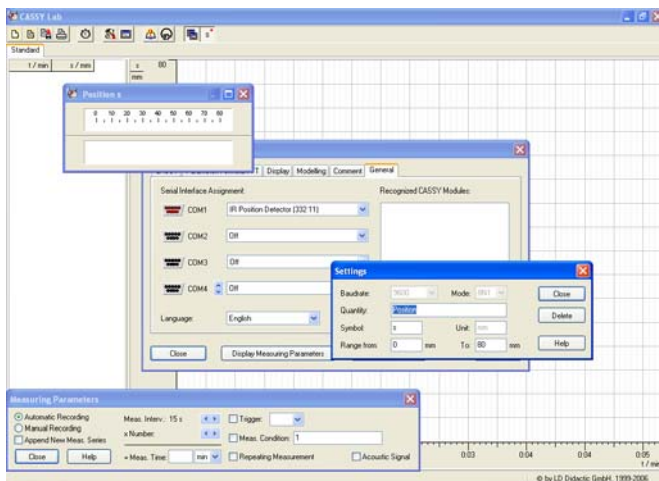 CASSY Lab
Standard
t / min s / mm s 80
mm
Position s
0 10 20 30 40 50 60 70 80
Display Modelling Comment General
Serial Interface Assignment: Recognized CASSY Modules:
COM1 IR Position Detector (332 11)
COM2 Off
COM3 Off
COM4 Off
Language: English
Close Display Measuring Parameters
Settings
Baudrate: 9600 Mode: 8N1 Close
Quantity: Position Delete
Symbol: s Unit: mm
Range from: 0 mm To: 80 mm Help
Measuring Parameters
Automatic Recording Meas. Interv.: 15 s Trigger:
Manual Recording x Number: Meas. Condition: 1
Append New Meas. Series
Close Help = Meas. Time: min Repeating Measurement Acoustic Signal
0:03 0:04 0:04 0:05
t / min
© by LD Didactic GmbH, 1999-2006